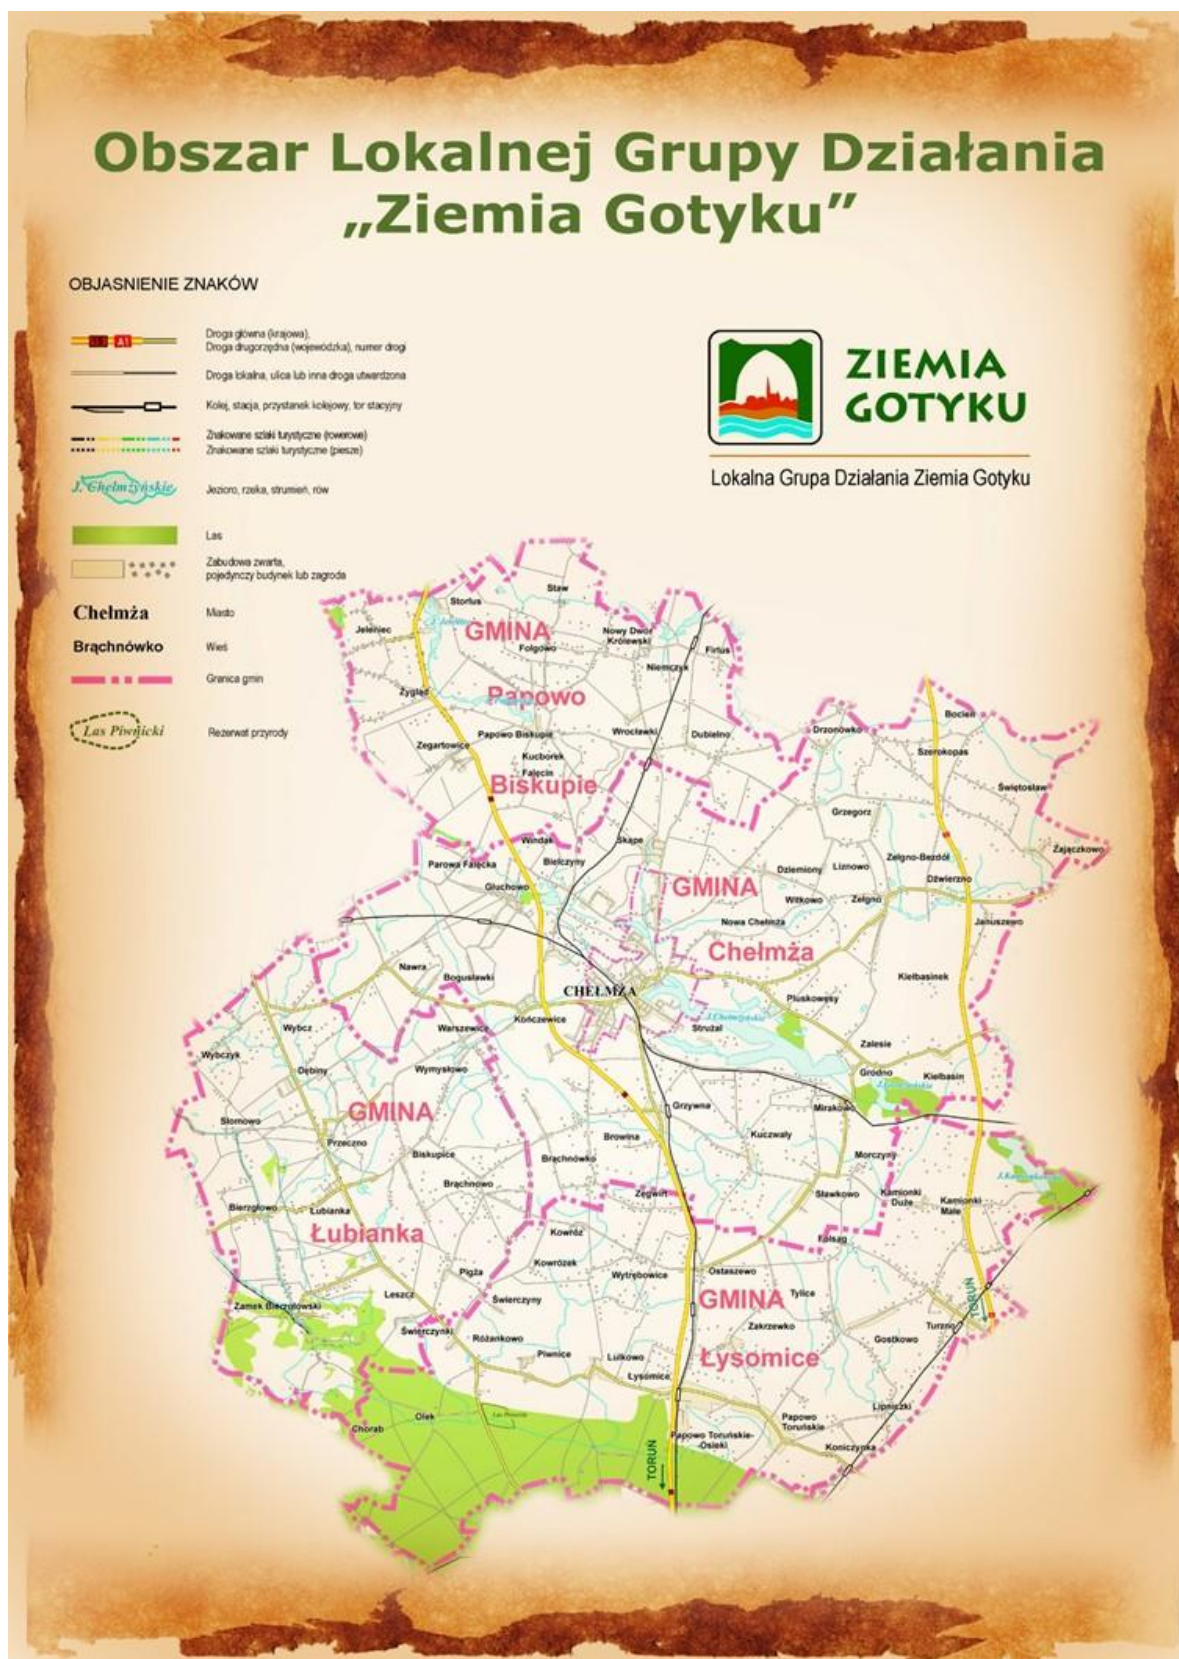 Obszar Lokalnej Grupy Działania
„Ziemia Gotyku”
OBJASNIENIE ZNAKÓW
A1
Droga główna (krajowa),
Droga drugorzędna (wojewódzka), numer drogi
Droga lokalna, ulica lub inna droga utwardzona
Kolej, stacja, przystanek kolejowy, tor stacyjny
Znakowane szlaki turystyczne (rowerowe)
Znakowane szlaki turystyczne (piesze)
J. Chełmżyńskie
Jezioro, rzeka, strumień, rów
Las
Zabudowa zwarta,
pojedynczy budynek lub zagroda
Chełmża
Miasto
Brąchnówko
Wieś
Granica gmin
Las Piwnicki
Rezerwat przyrody
ZIEMIA
GOTYKU
Lokalna Grupa Działania Ziemia Gotyku
Staw
Storlus
Jeleniec
GMINA
Nowy Dwór
Królewski
Folgowo
Firlus
Niemczyk
Żygląd
Papowo
Bocień
Papowo Biskupie
Wrocławki
Dubielno
Drzonówko
Zegartowice
Szerokopas
Kucborek
Falęcin
Biskupie
Świętosław
Grzegorz
Windak
Skąpe
Zajączkowo
Parowa Falęcka
Bielczyny
Zelgno-Bezdół
Dziemiony
Liznowo
Głuchowo
GMINA
Dźwierzno
Witkowo
Zelgno
Nowa Chełmża
Januszewo
Chełmża
Nawra
Bogusławki
Kiełbasinek
CHEŁMŻA
Pluskowęsy
Kończewice
J. Chełmżyńskie
Wybcz
Warszewice
Strużal
Zalesie
Wybczyk
Dębiny
Wymysłowo
Grodno
Kiełbasin
GMINA
Grzywna
Mirakowo
Słomowo
Przeczno
Browina
Kuczwały
Biskupice
Brąchnówko
Morczyny
Brąchnowo
Zegwirt
Sławkowo
Kamionki
Duże
Kamionki
Małe
Bierzgłowo
Łubianka
Łubianka
Kowróz
Folsąg
Kowrózek
Pigża
Wytrębowice
Ostaszewo
Leszcz
Świerczyny
GMINA
Tylice
TORUŃ
Zamek Bierzgłowski
Zakrzewko
Turzno
Świerczynki
Różankowo
Gostkowo
Piwnice
Lulkowo
Łysomice
Łysomice
Lipniczki
Olek
Las Piwnicki
Chorab
Papowo
Toruńskie
Papowo Toruńskie-
-Osieki
Koniczynka
TORUŃ